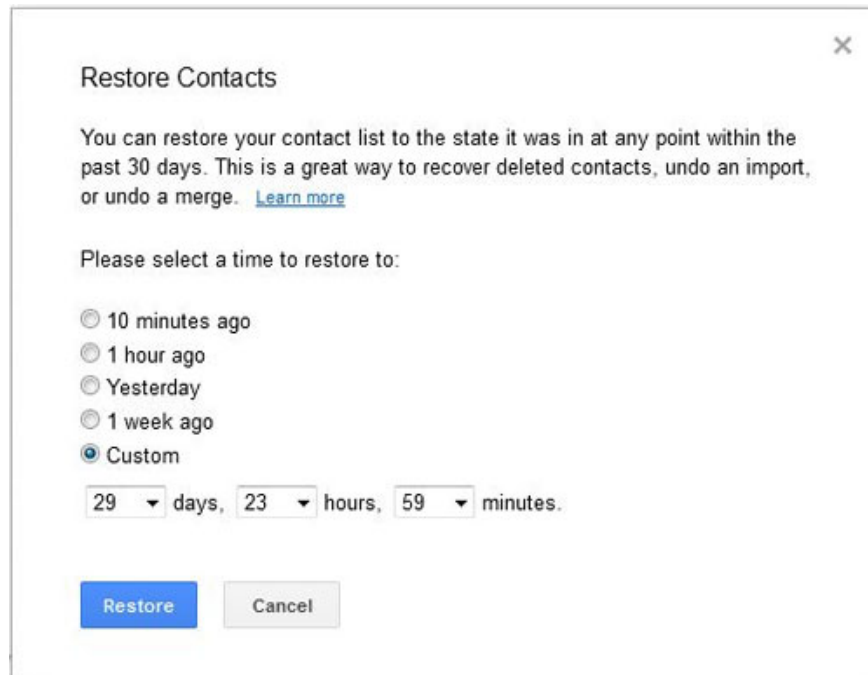 Restore Contacts
You can restore your contact list to the state it was in at any point within the
past 30 days. This is a great way to recover deleted contacts, undo an import,
or undo a merge. Learn more
Please select a time to restore to:
10 minutes ago
1 hour ago
Yesterday
1 week ago
Custom
29 days, 23 hours, 59 minutes.
Restore Cancel